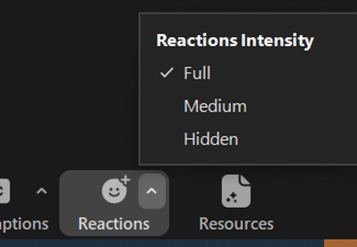 Reactions Intensity
Full
Medium
Hidden
Reactions
Resources